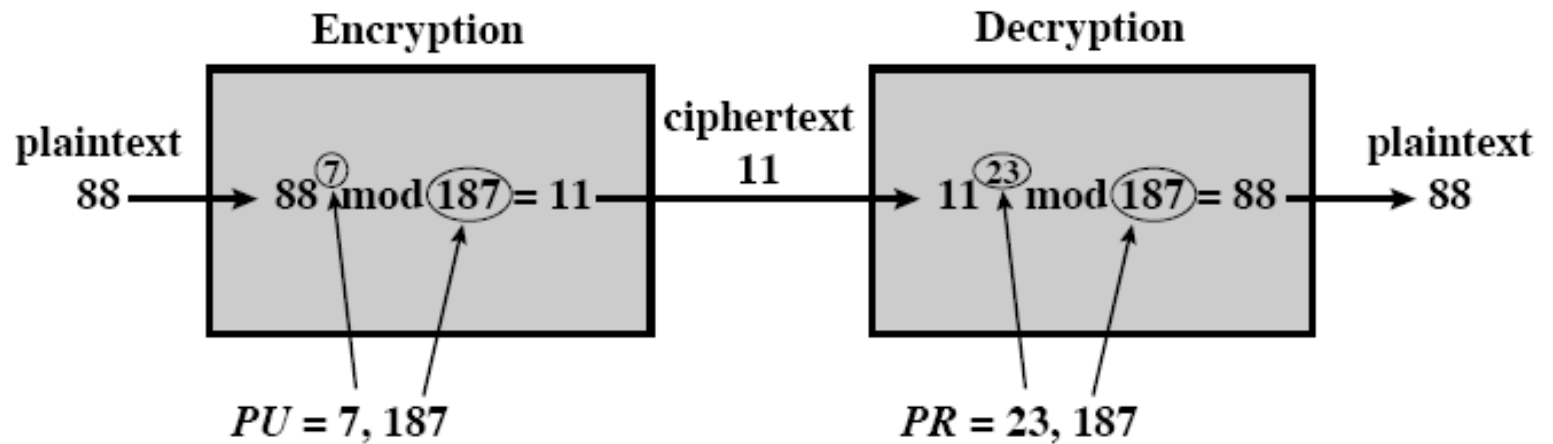 Encryption
Decryption
plaintext
88
88^7 mod 187 = 11
ciphertext
11
11^23 mod 187 = 88
plaintext
88
PU = 7, 187
PR = 23, 187